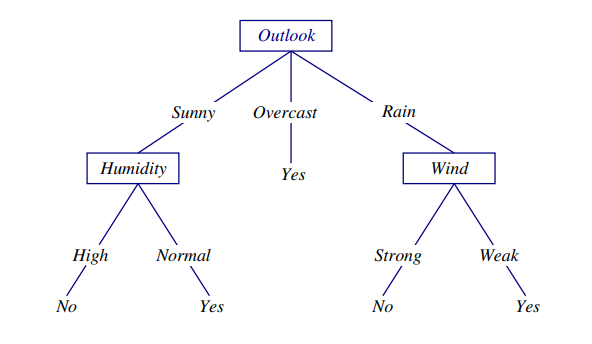 Outlook
Sunny Overcast Rain
Humidity Yes Wind
High Normal Strong Weak
No Yes No Yes